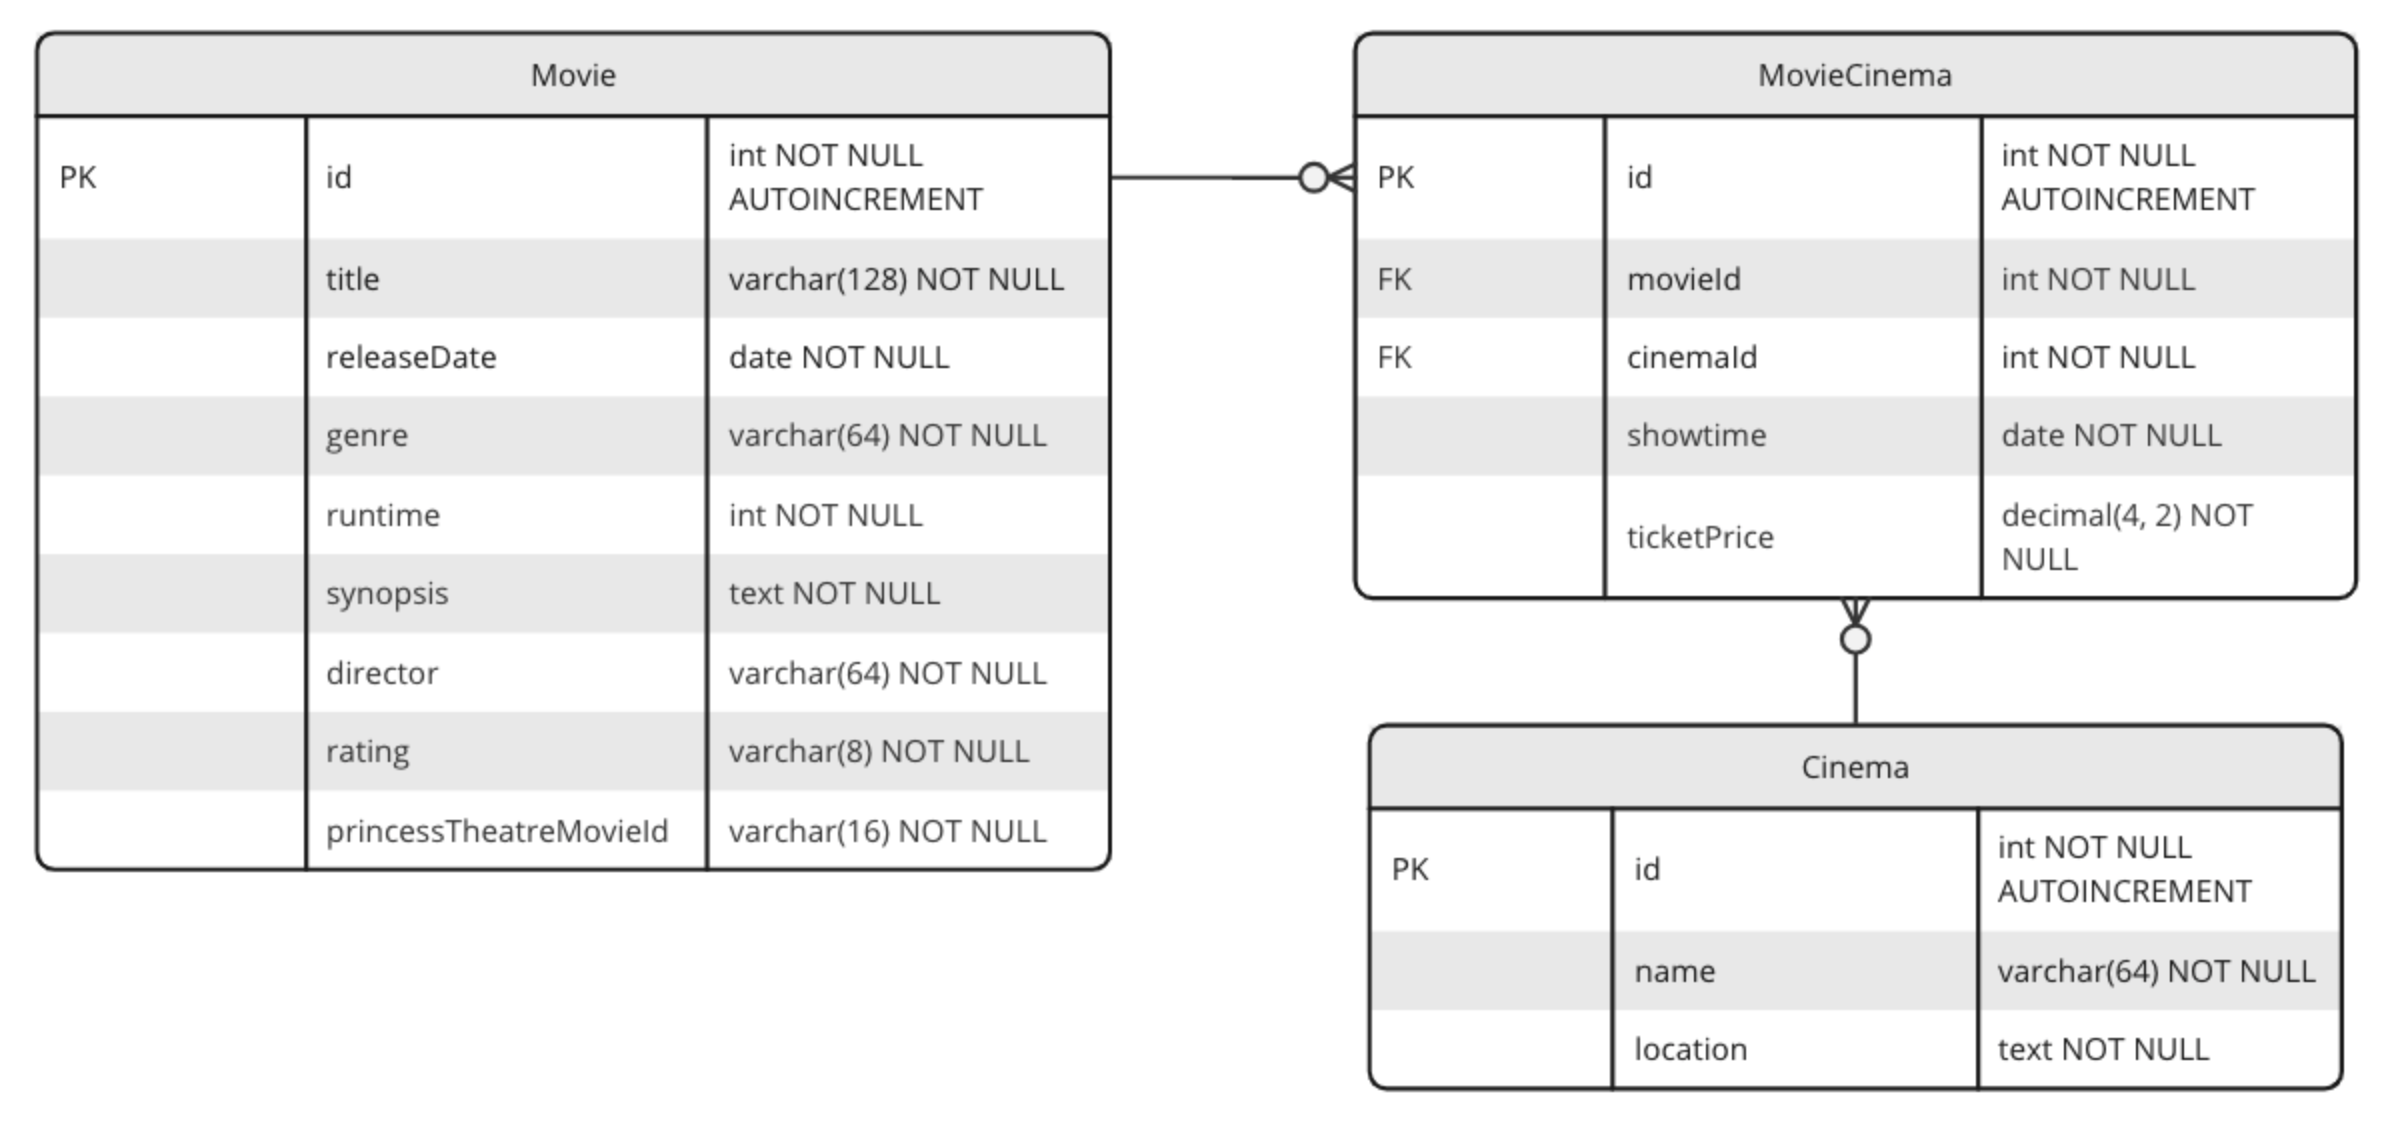 Movie
PK id int NOT NULL
AUTOINCREMENT
title varchar(128) NOT NULL
releaseDate date NOT NULL
genre varchar(64) NOT NULL
runtime int NOT NULL
synopsis text NOT NULL
director varchar(64) NOT NULL
rating varchar(8) NOT NULL
princessTheatreMovieId varchar(16) NOT NULL
MovieCinema
PK id int NOT NULL
AUTOINCREMENT
FK movieId int NOT NULL
FK cinemaId int NOT NULL
showtime date NOT NULL
ticketPrice decimal(4, 2) NOT
NULL
Cinema
PK id int NOT NULL
AUTOINCREMENT
name varchar(64) NOT NULL
location text NOT NULL